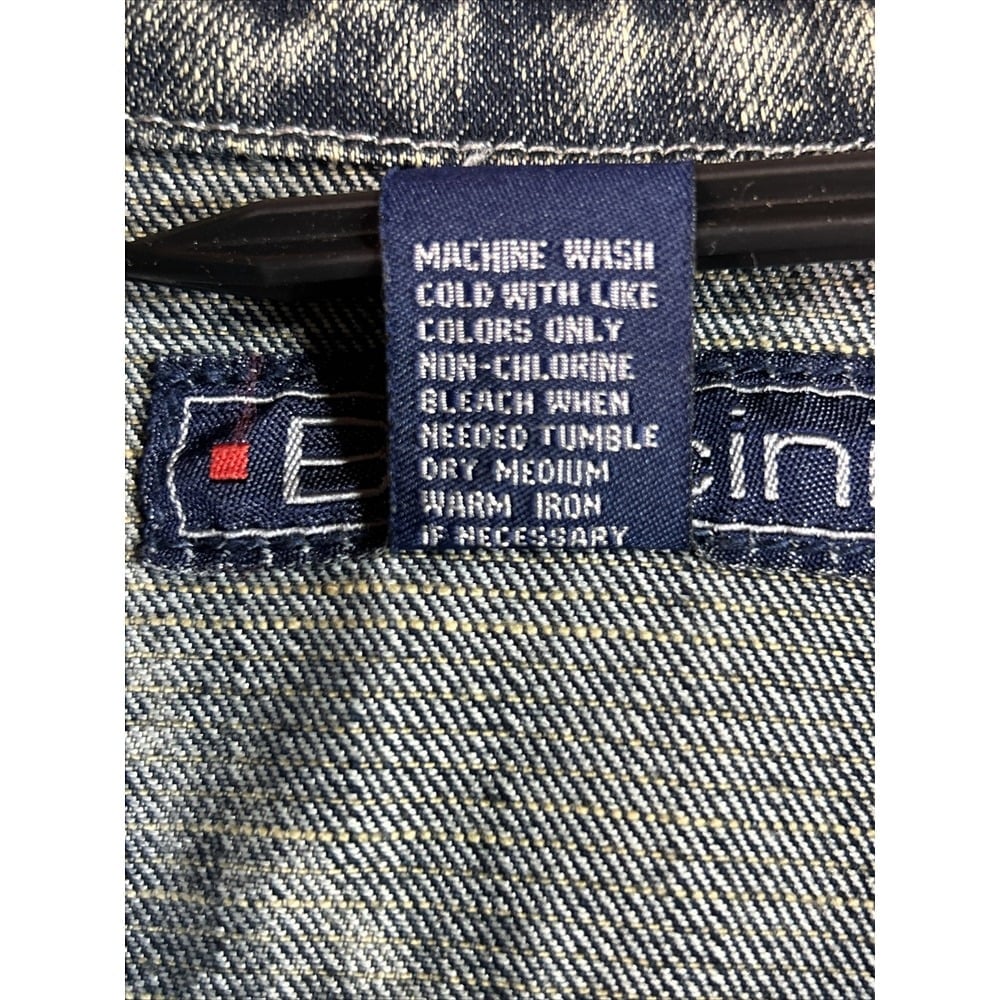 MACHINE WASH
COLD WITH LIKE
COLORS ONLY
NON-CHLORINE
BLEACH WHEN
NEEDED TUMBLE
DRY MEDIUM
WARM IRON
IF NECESSARY